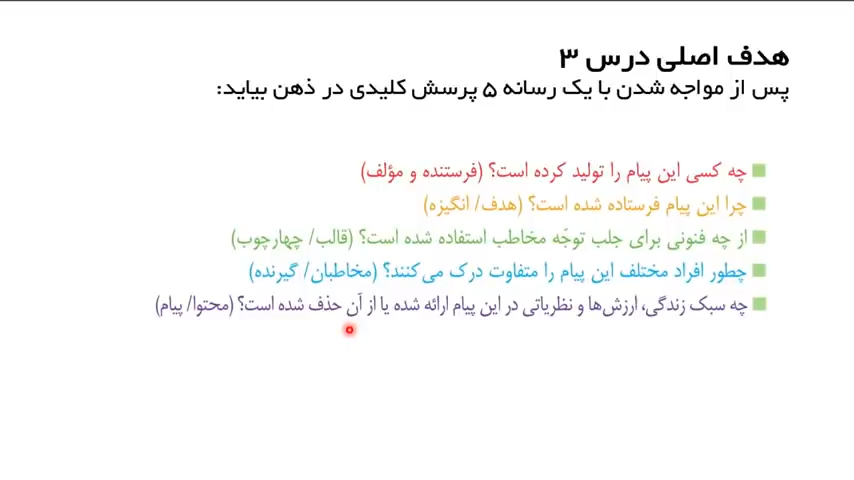 هدف اصلی درس ۳
پس از مواجه شدن با یک رسانه ۵ پرسش کلیدی در ذهن بیاید:
چه کسی این پیام را تولید کرده است؟ (فرستنده و مؤلف)
چرا این پیام فرستاده شده است؟ (هدف/ انگیزه)
از چه فنونی برای جلب توجّه مخاطب استفاده شده است؟ (قالب/ چهارچوب)
چطور افراد مختلف این پیام را متفاوت درک می‌کنند؟ (مخاطبان/ گیرنده)
چه سبک زندگی، ارزش‌ها و نظریاتی در این پیام ارائه شده یا از آن حذف شده است؟ (محتوا/ پیام)